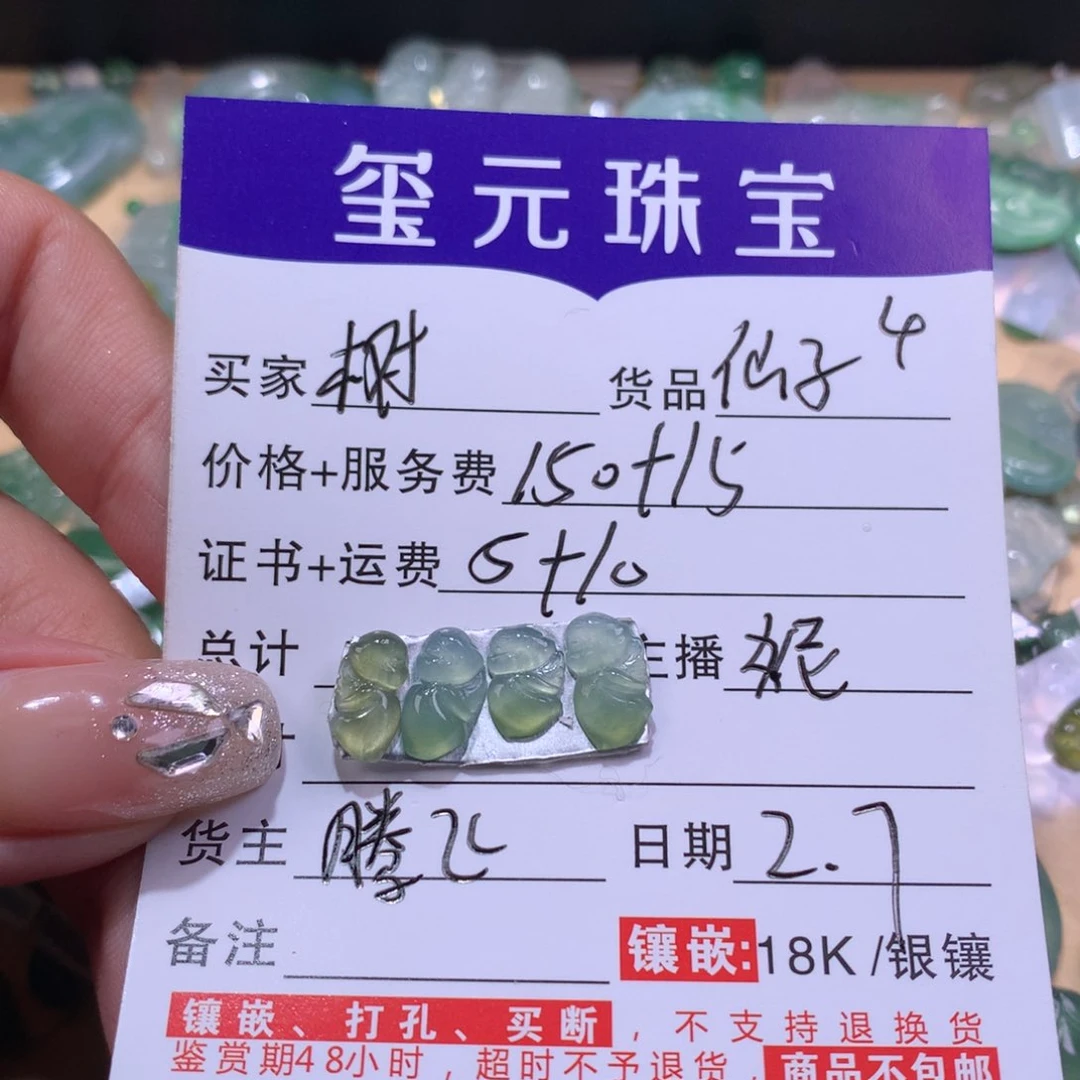 玺元珠宝
买家 树 货品 仙子4
价格+服务费 150+15
证书+运费 0+10
总计 主播 妮
货主 腾飞 日期 2.7
备注 镶嵌:18K/银镶
镶嵌、打孔、买断,不支持退换货
鉴赏期48小时,超时不予退货,商品不包邮